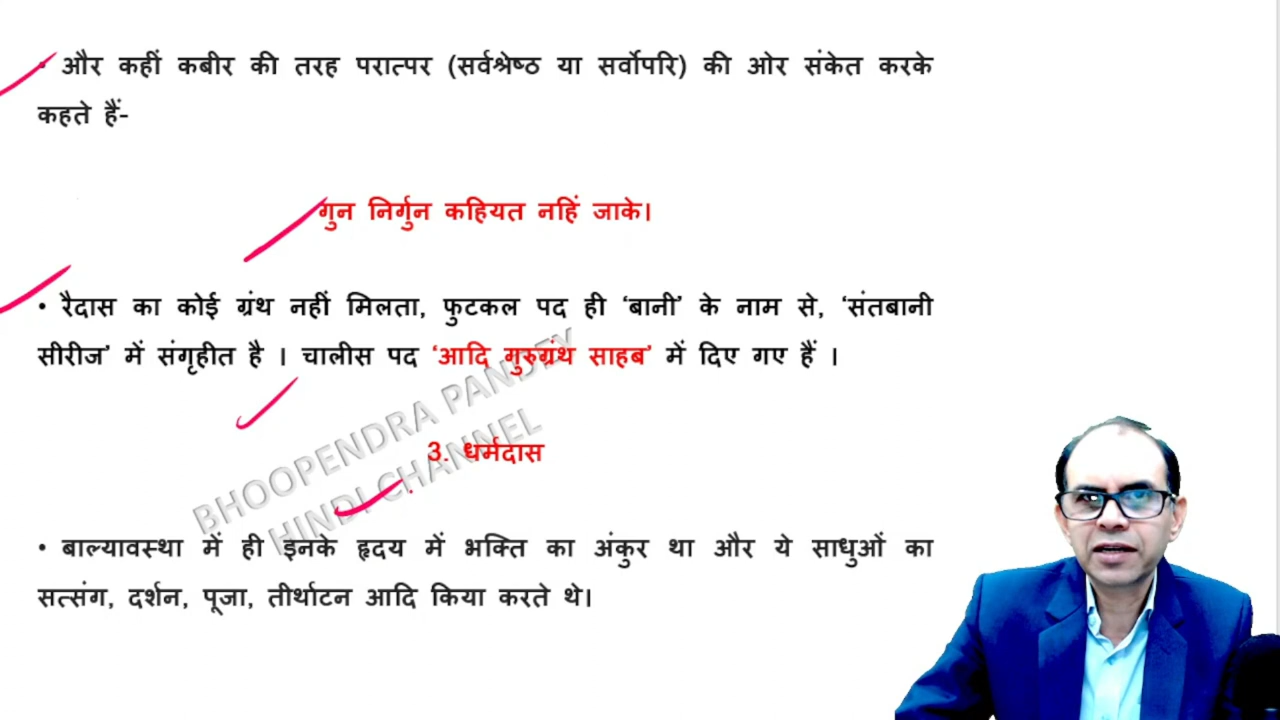 • और कहीं कबीर की तरह परात्पर (सर्वश्रेष्ठ या सर्वोपरि) की ओर संकेत करके
कहते हैं-
गुन निर्गुन कहियत नहिं जाके।
• रैदास का कोई ग्रंथ नहीं मिलता, फुटकल पद ही ‘बानी’ के नाम से, ‘संतबानी
सीरीज’ में संगृहीत है । चालीस पद ‘आदि गुरुग्रंथ साहब’ में दिए गए हैं ।
BHOOPENDRA PANDEY
HINDI CHANNEL
3. धर्मदास
• बाल्यावस्था में ही इनके हृदय में भक्ति का अंकुर था और ये साधुओं का
सत्संग, दर्शन, पूजा, तीर्थाटन आदि किया करते थे।